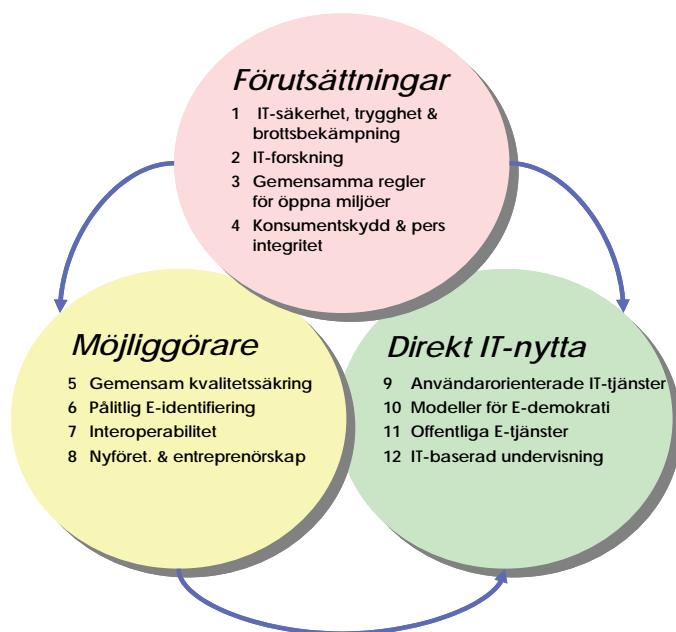 Förutsättningar
1 IT-säkerhet, trygghet &
brottsbekämpning
2 IT-forskning
3 Gemensamma regler
för öppna miljöer
4 Konsumentskydd & pers
integritet
Möjliggörare
5 Gemensam kvalitetssäkring
6 Pålitlig E-identifiering
7 Interoperabilitet
8 Nyföret. & entreprenörskap
Direkt IT-nytta
9 Användarorienterade IT-tjänster
10 Modeller för E-demokrati
11 Offentliga E-tjänster
12 IT-baserad undervisning